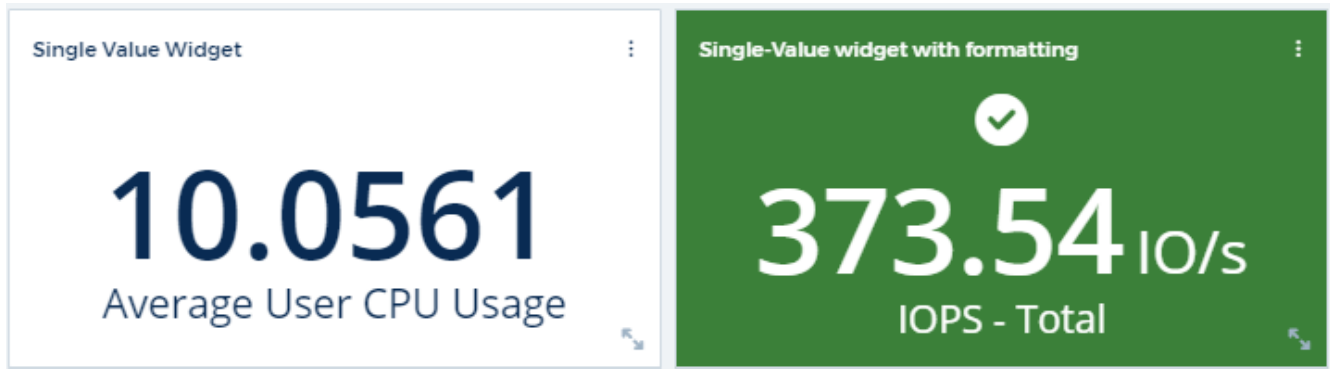 Single Value Widget
10.0561
Average User CPU Usage
Single-Value widget with formatting
373.54 IO/s
IOPS - Total